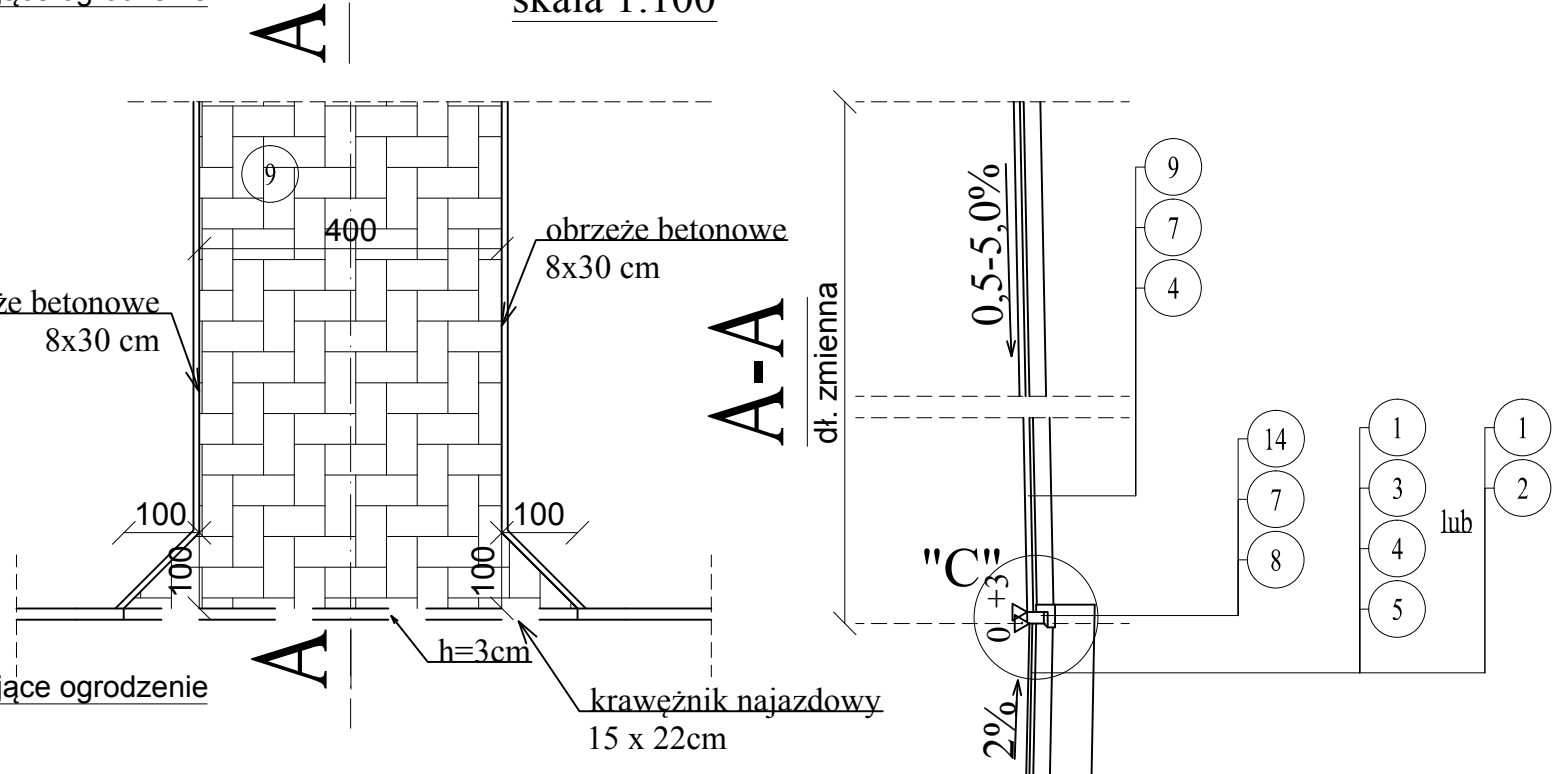 ogrodzenie
skala 1:100
A
9
400
obrzeże betonowe
8x30 cm
betonowe
8x30 cm
100
100
100
100
A
h=3cm
krawężnik najazdowy
15 x 22cm
ogrodzenie
A-A
dł. zmienna
0,5-5,0%
9
7
4
14
7
8
1
3
4
5
lub
1
2
"C"
0 +3
2%